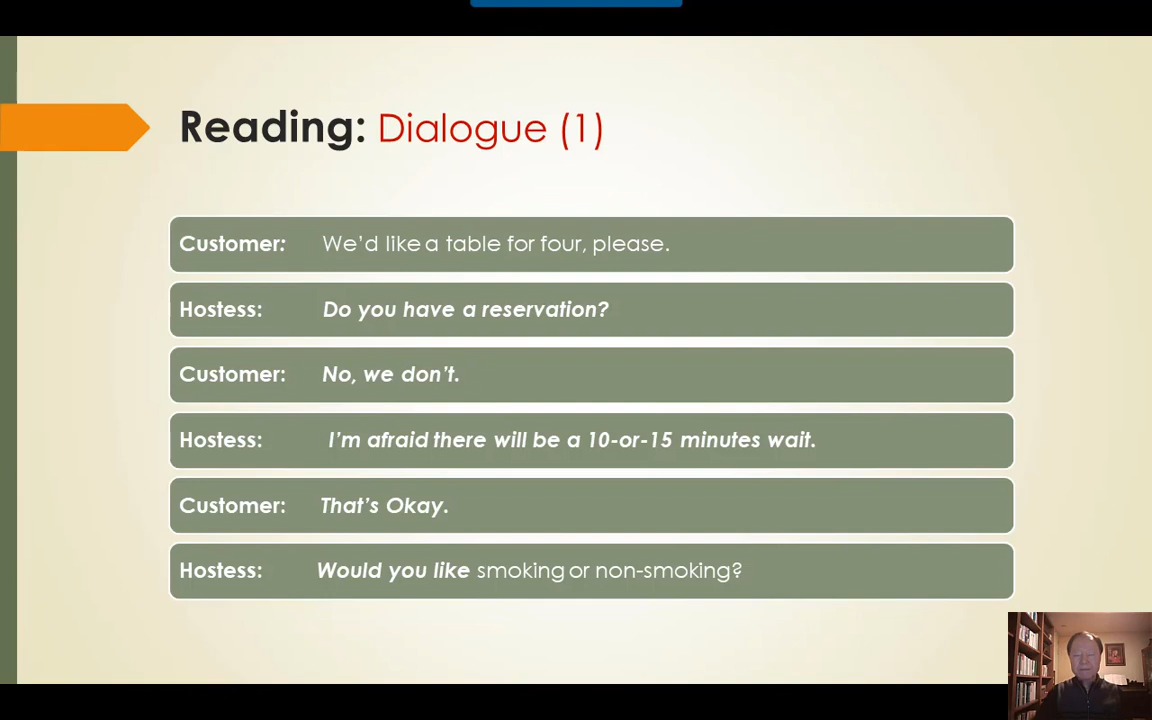 Reading: Dialogue (1)
Customer: We’d like a table for four, please.
Hostess: Do you have a reservation?
Customer: No, we don’t.
Hostess: I’m afraid there will be a 10-or-15 minutes wait.
Customer: That’s Okay.
Hostess: Would you like smoking or non-smoking?